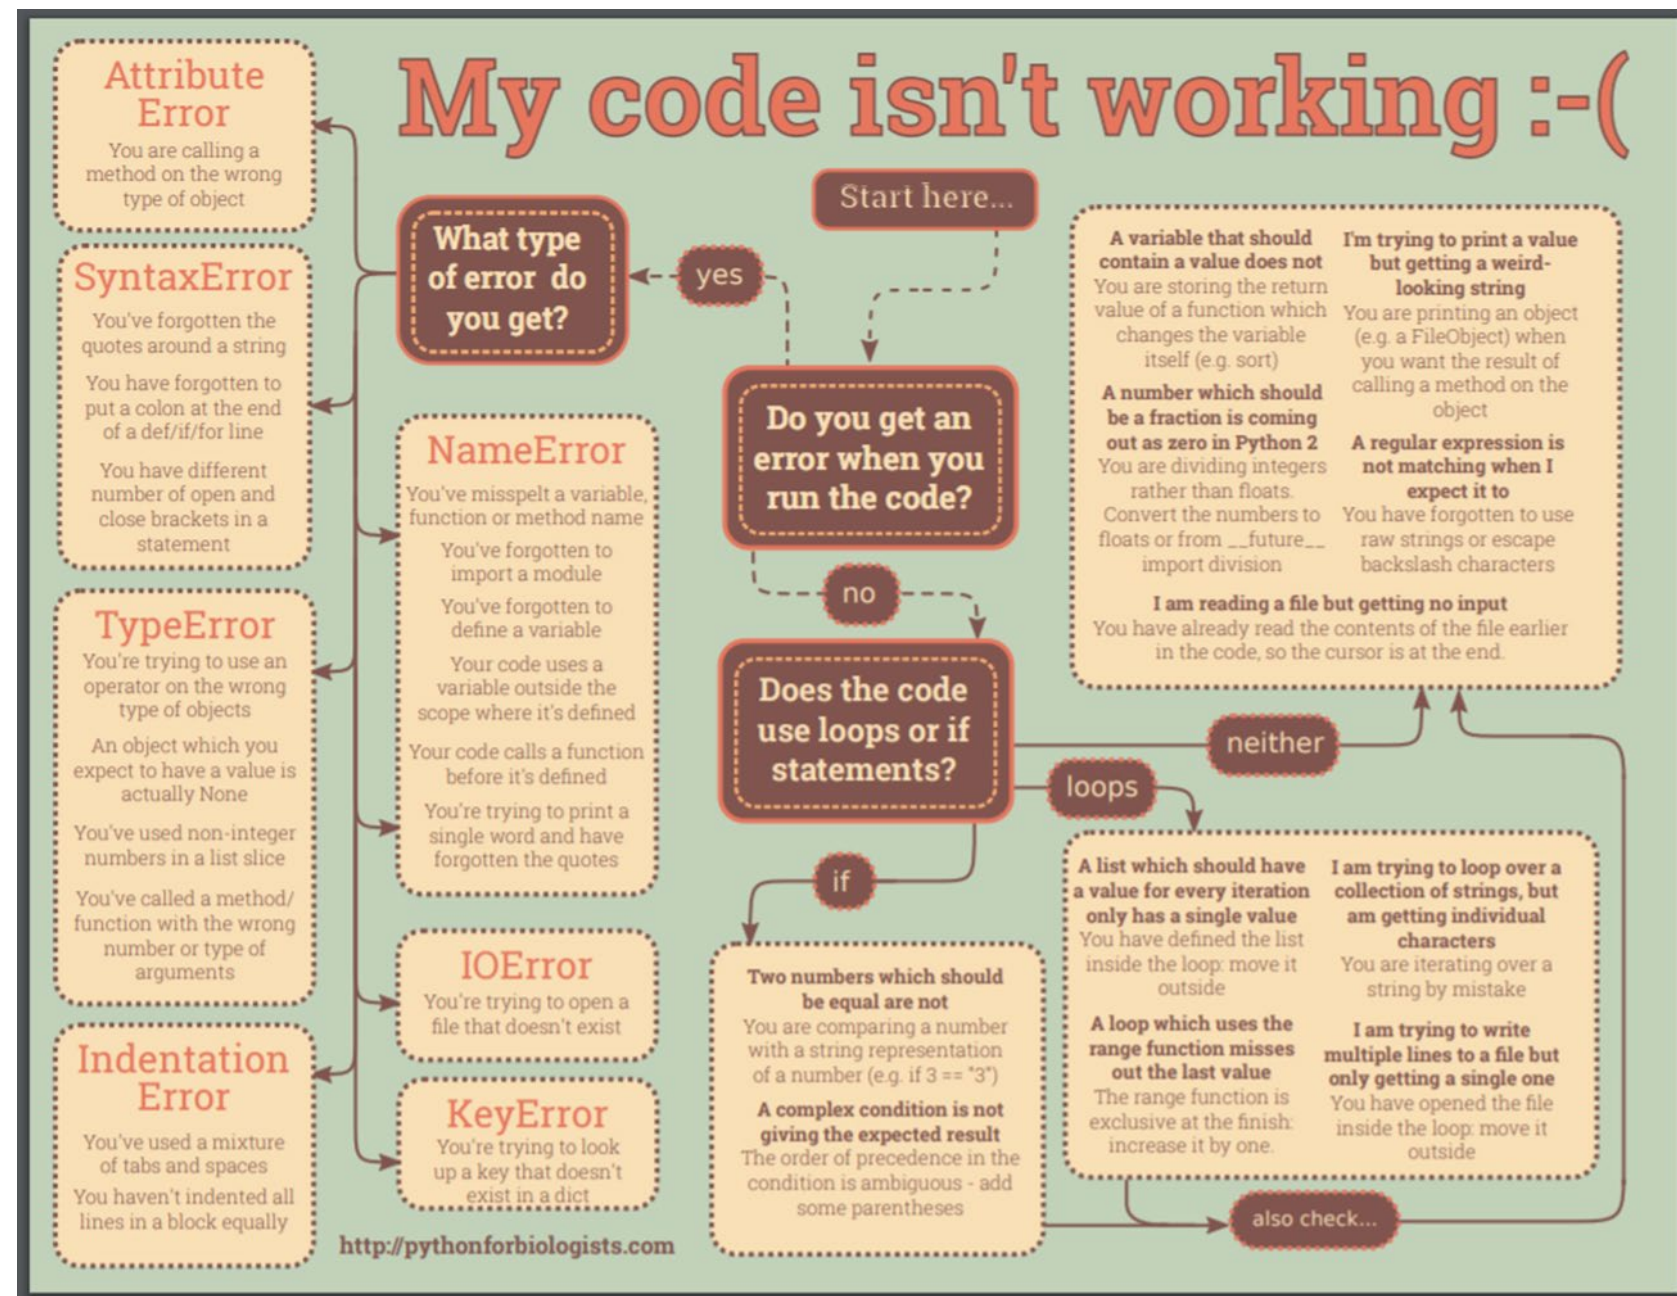 My code isn't working :-(
Start here...
Do you get an
error when you
run the code?
yes
What type
of error do
you get?
Attribute
Error
You are calling a
method on the wrong
type of object
SyntaxError
You've forgotten the
quotes around a string
You have forgotten to
put a colon at the end
of a def/if/for line
You have different
number of open and
close brackets in a
statement
TypeError
You're trying to use an
operator on the wrong
type of objects
An object which you
expect to have a value is
actually None
You've used non-integer
numbers in a list slice
You've called a method/
function with the wrong
number or type of
arguments
Indentation
Error
You've used a mixture
of tabs and spaces
You haven't indented all
lines in a block equally
NameError
You've misspelt a variable,
function or method name
You've forgotten to
import a module
You've forgotten to
define a variable
Your code uses a
variable outside the
scope where it's defined
Your code calls a function
before it's defined
You're trying to print a
single word and have
forgotten the quotes
IOError
You're trying to open a
file that doesn't exist
KeyError
You're trying to look
up a key that doesn't
exist in a dict
http://pythonforbiologists.com
no
Does the code
use loops or if
statements?
neither
loops
if
A variable that should
contain a value does not
You are storing the return
value of a function which
changes the variable
itself (e.g. sort)
A number which should
be a fraction is coming
out as zero in Python 2
You are dividing integers
rather than floats.
Convert the numbers to
floats or from __future__
import division
I'm trying to print a value
but getting a weird-
looking string
You are printing an object
(e.g. a FileObject) when
you want the result of
calling a method on the
object
A regular expression is
not matching when I
expect it to
You have forgotten to use
raw strings or escape
backslash characters
I am reading a file but getting no input
You have already read the contents of the file earlier
in the code, so the cursor is at the end.
Two numbers which should
be equal are not
You are comparing a number
with a string representation
of a number (e.g. if 3 == "3")
A complex condition is not
giving the expected result
The order of precedence in the
condition is ambiguous - add
some parentheses
A list which should have
a value for every iteration
only has a single value
You have defined the list
inside the loop: move it
outside
A loop which uses the
range function misses
out the last value
The range function is
exclusive at the finish:
increase it by one.
I am trying to loop over a
collection of strings, but
am getting individual
characters
You are iterating over a
string by mistake
I am trying to write
multiple lines to a file but
only getting a single one
You have opened the file
inside the loop: move it
outside
also check...